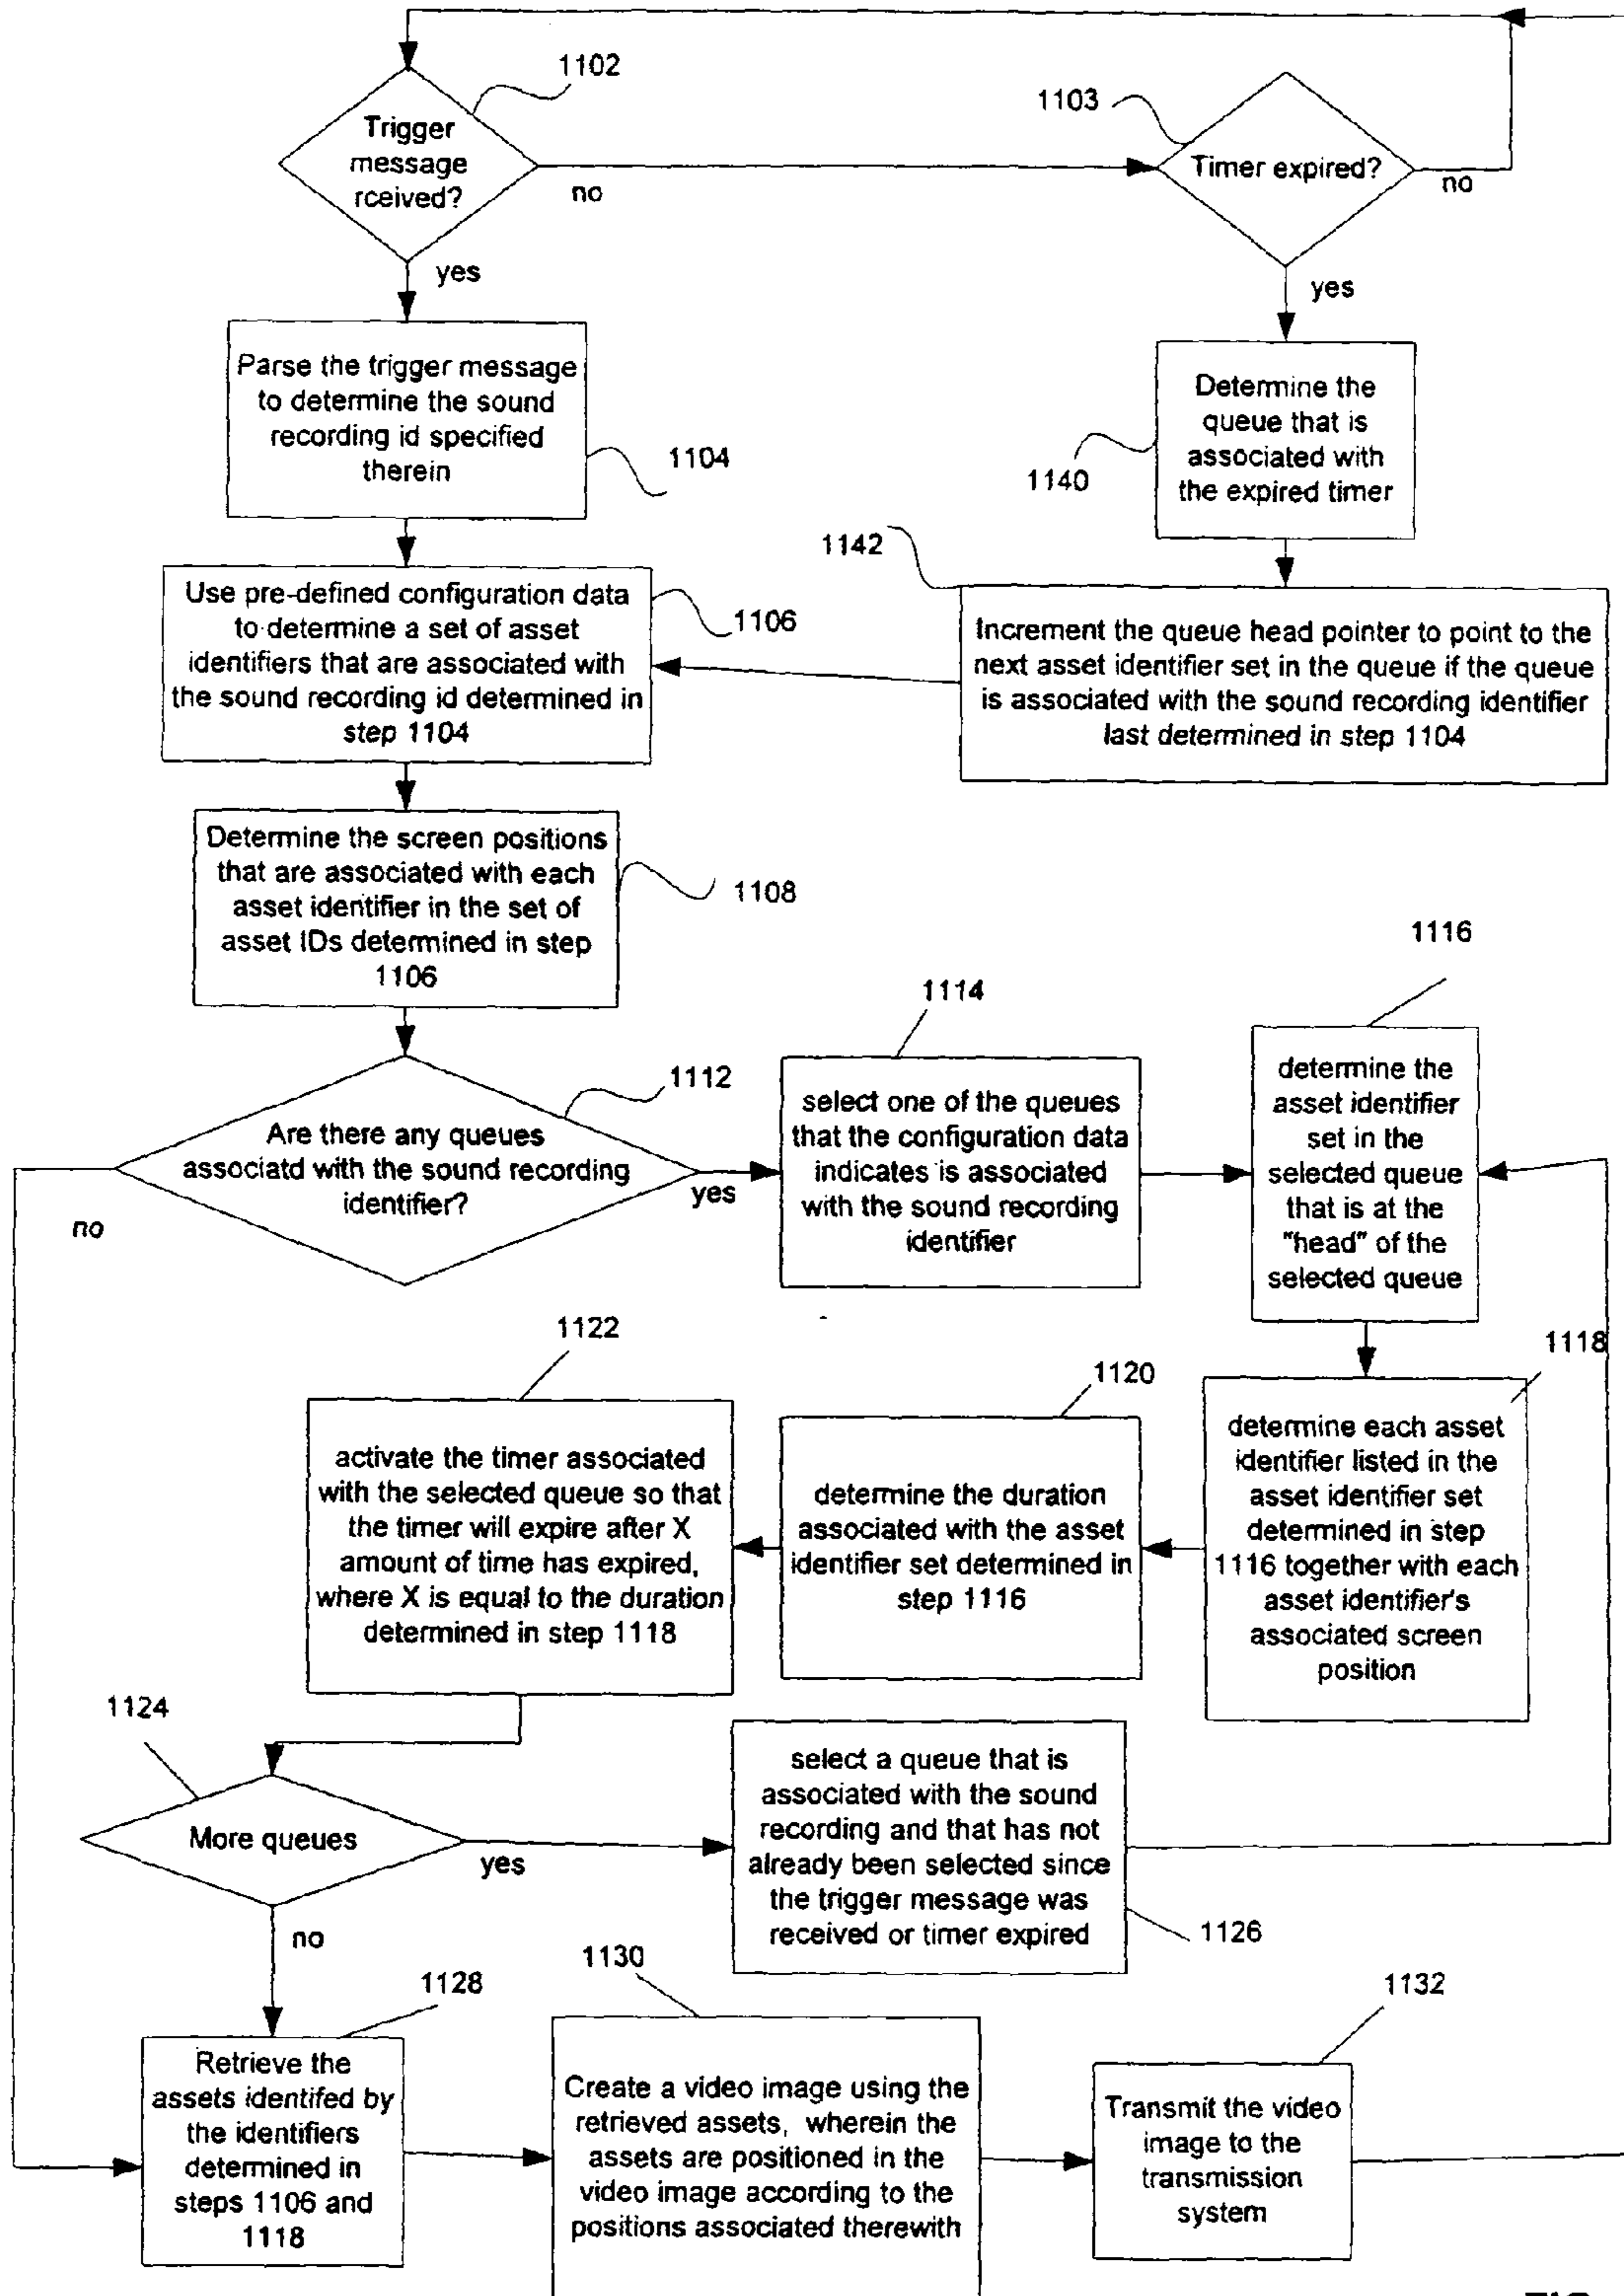 1102
Trigger
message
rceived?
no
yes
1103
Timer expired?
no
yes
Parse the trigger message
to determine the sound
recording id specified
therein
1104
Determine the
queue that is
associated with
the expired timer
1140
1142
Use pre-defined configuration data
to determine a set of asset
identifiers that are associated with
the sound recording id determined in
step 1104
1106
Increment the queue head pointer to point to the
next asset identifier set in the queue if the queue
is associated with the sound recording identifier
last determined in step 1104
Determine the screen positions
that are associated with each
asset identifier in the set of
asset IDs determined in step
1106
1108
1112
Are there any queues
associatd with the sound recording
identifier?
no
yes
1114
select one of the queues
that the configuration data
indicates is associated
with the sound recording
identifier
1116
determine the
asset identifier
set in the
selected queue
that is at the
"head" of the
selected queue
1118
determine each asset
identifier listed in the
asset identifier set
determined in step
1116 together with each
asset identifier's
associated screen
position
1120
determine the duration
associated with the asset
identifier set determined in
step 1116
1122
activate the timer associated
with the selected queue so that
the timer will expire after X
amount of time has expired,
where X is equal to the duration
determined in step 1118
1124
More queues
yes
no
select a queue that is
associated with the sound
recording and that has not
already been selected since
the trigger message was
received or timer expired
1126
1128
Retrieve the
assets identifed by
the identifiers
determined in
steps 1106 and
1118
1130
Create a video image using the
retrieved assets, wherein the
assets are positioned in the
video image according to the
positions associated therewith
1132
Transmit the video
image to the
transmission
system